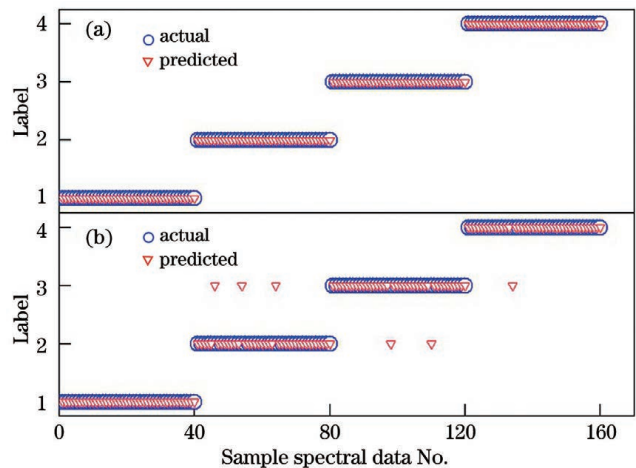 4
(a)
actual
predicted
3
Label
2
1
4
(b)
actual
predicted
3
Label
2
1
0 40 80 120 160
Sample spectral data No.